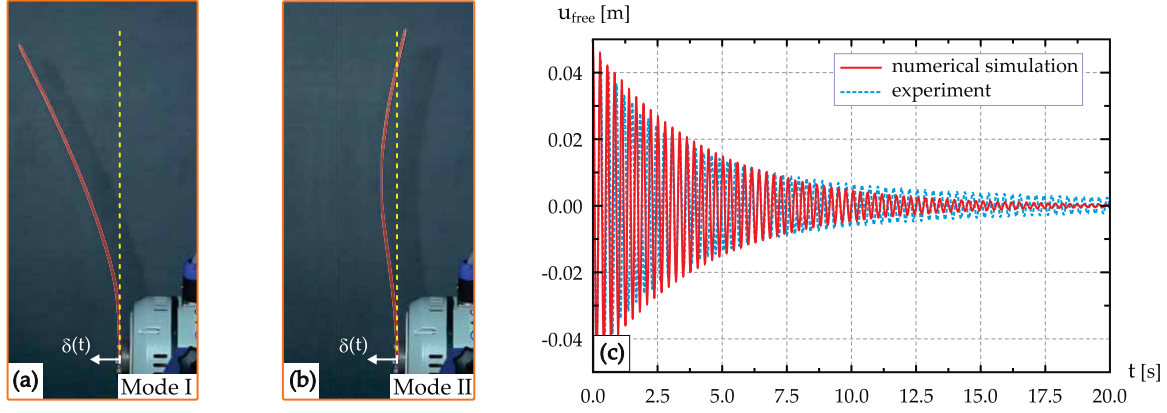 δ(t)
(a)
Mode I
δ(t)
(b)
Mode II
u_free [m]
numerical simulation
experiment
0.04
0.02
0.00
-0.02
-0.04
(c)
0.0 2.5 5.0 7.5 10.0 12.5 15.0 17.5 20.0
t [s]